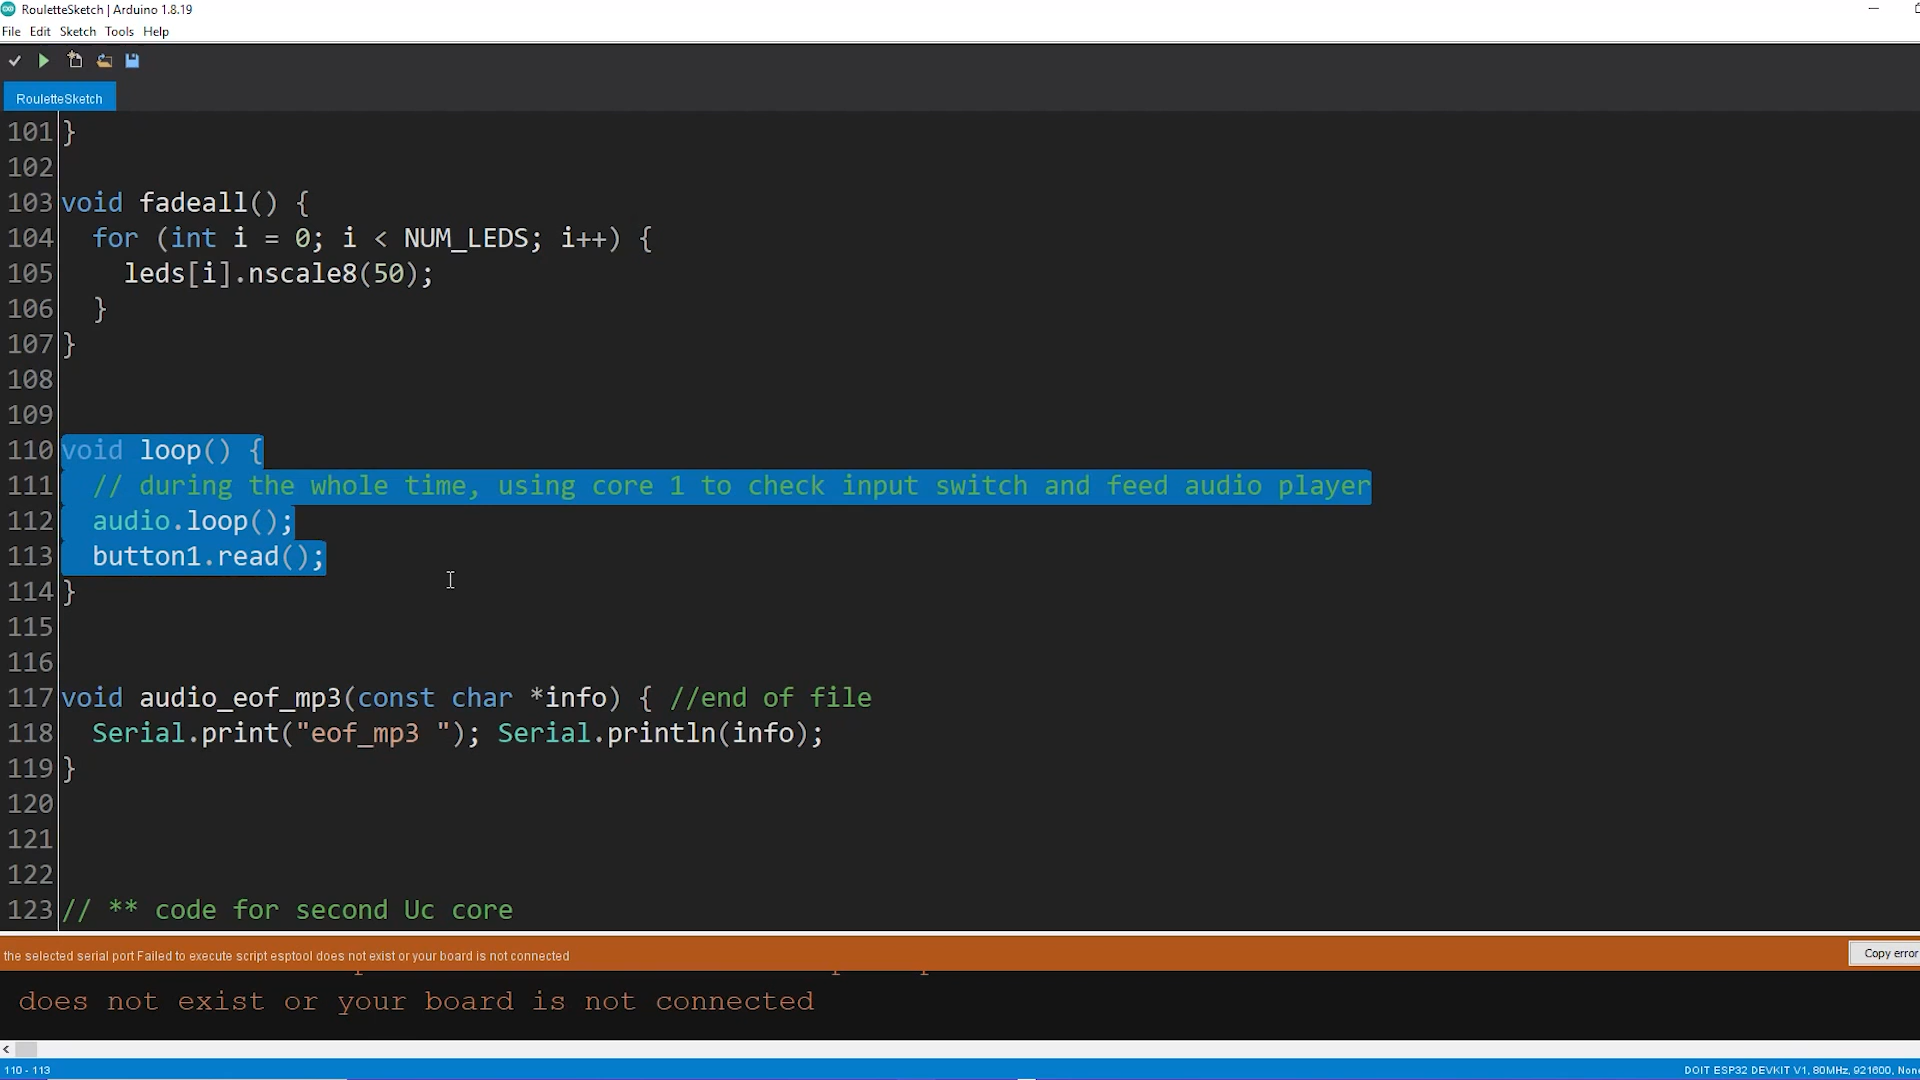 RouletteSketch | Arduino 1.8.19
File Edit Sketch Tools Help
RouletteSketch
101 }
102
103 void fadeall() {
104   for (int i = 0; i < NUM_LEDS; i++) {
105     leds[i].nscale8(50);
106   }
107 }
108
109
110 void loop() {
111   // during the whole time, using core 1 to check input switch and feed audio player
112   audio.loop();
113   button1.read();
114 }
115
116
117 void audio_eof_mp3(const char *info) { //end of file
118   Serial.print("eof_mp3 "); Serial.println(info);
119 }
120
121
122
123 // ** code for second Uc core
the selected serial port Failed to execute script esptool does not exist or your board is not connected
Copy error
does not exist or your board is not connected
110 - 113
DOIT ESP32 DEVKIT V1, 80MHz, 921600, None